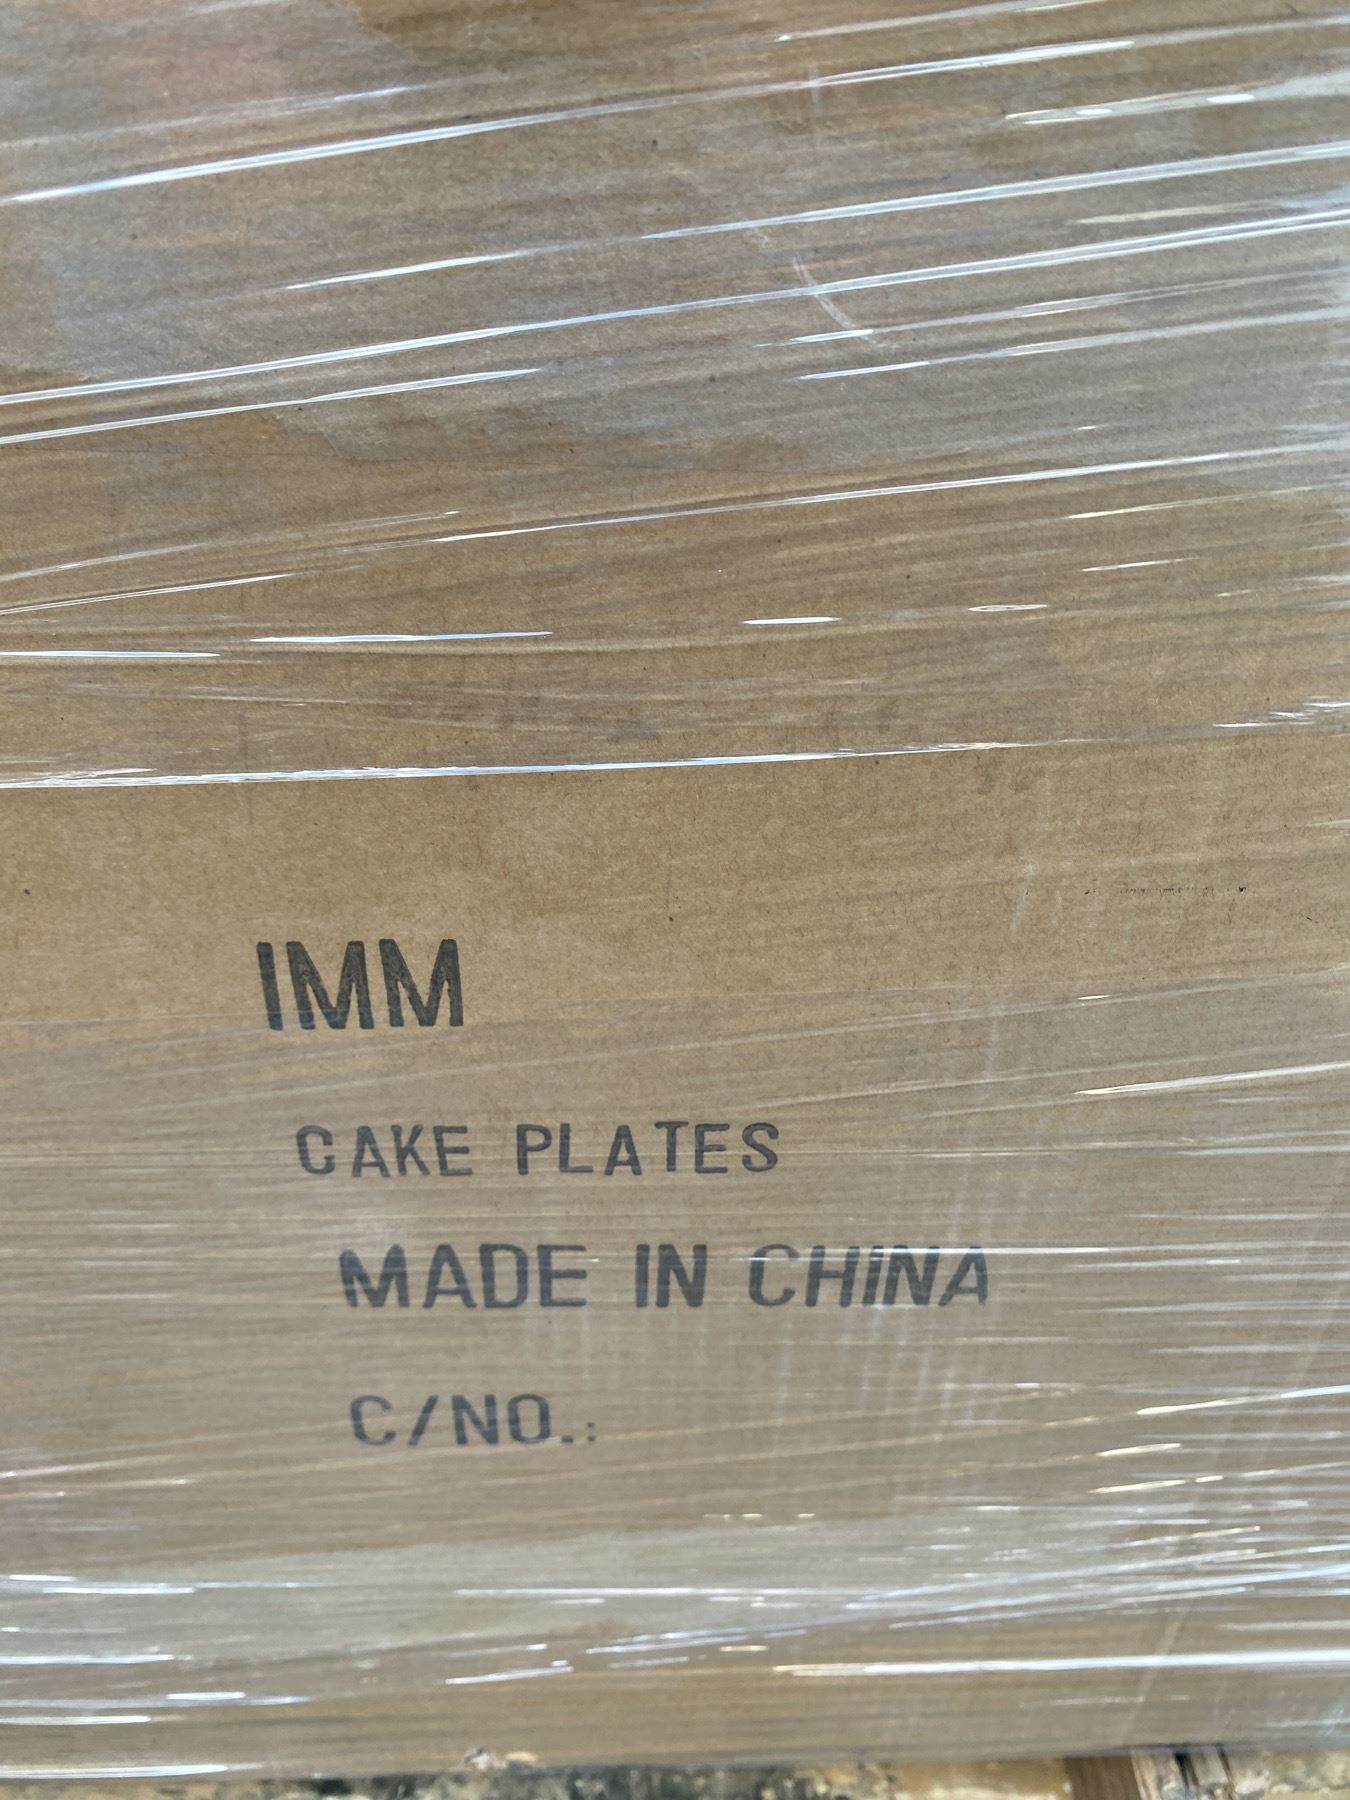 IMM
CAKE PLATES
MADE IN CHINA
C/NO.: